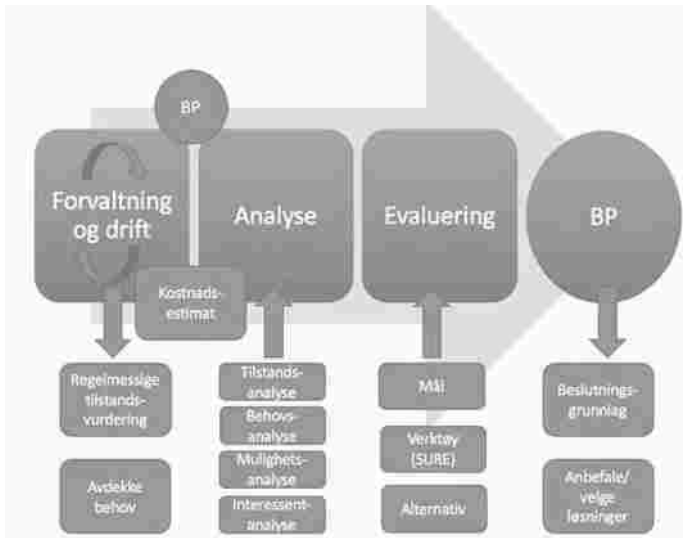 BP
Forvaltning
og drift
Analyse
Evaluering
BP
Kostnads-
estimat
Regelmessige
tilstands-
vurdering
Avdekke
behov
Tilstands-
analyse
Behovs-
analyse
Mulighets-
analyse
Interessent-
analyse
Mål
Verktøy
(SURE)
Alternativ
Beslutnings-
grunnlag
Anbefale/
velge
løsninger